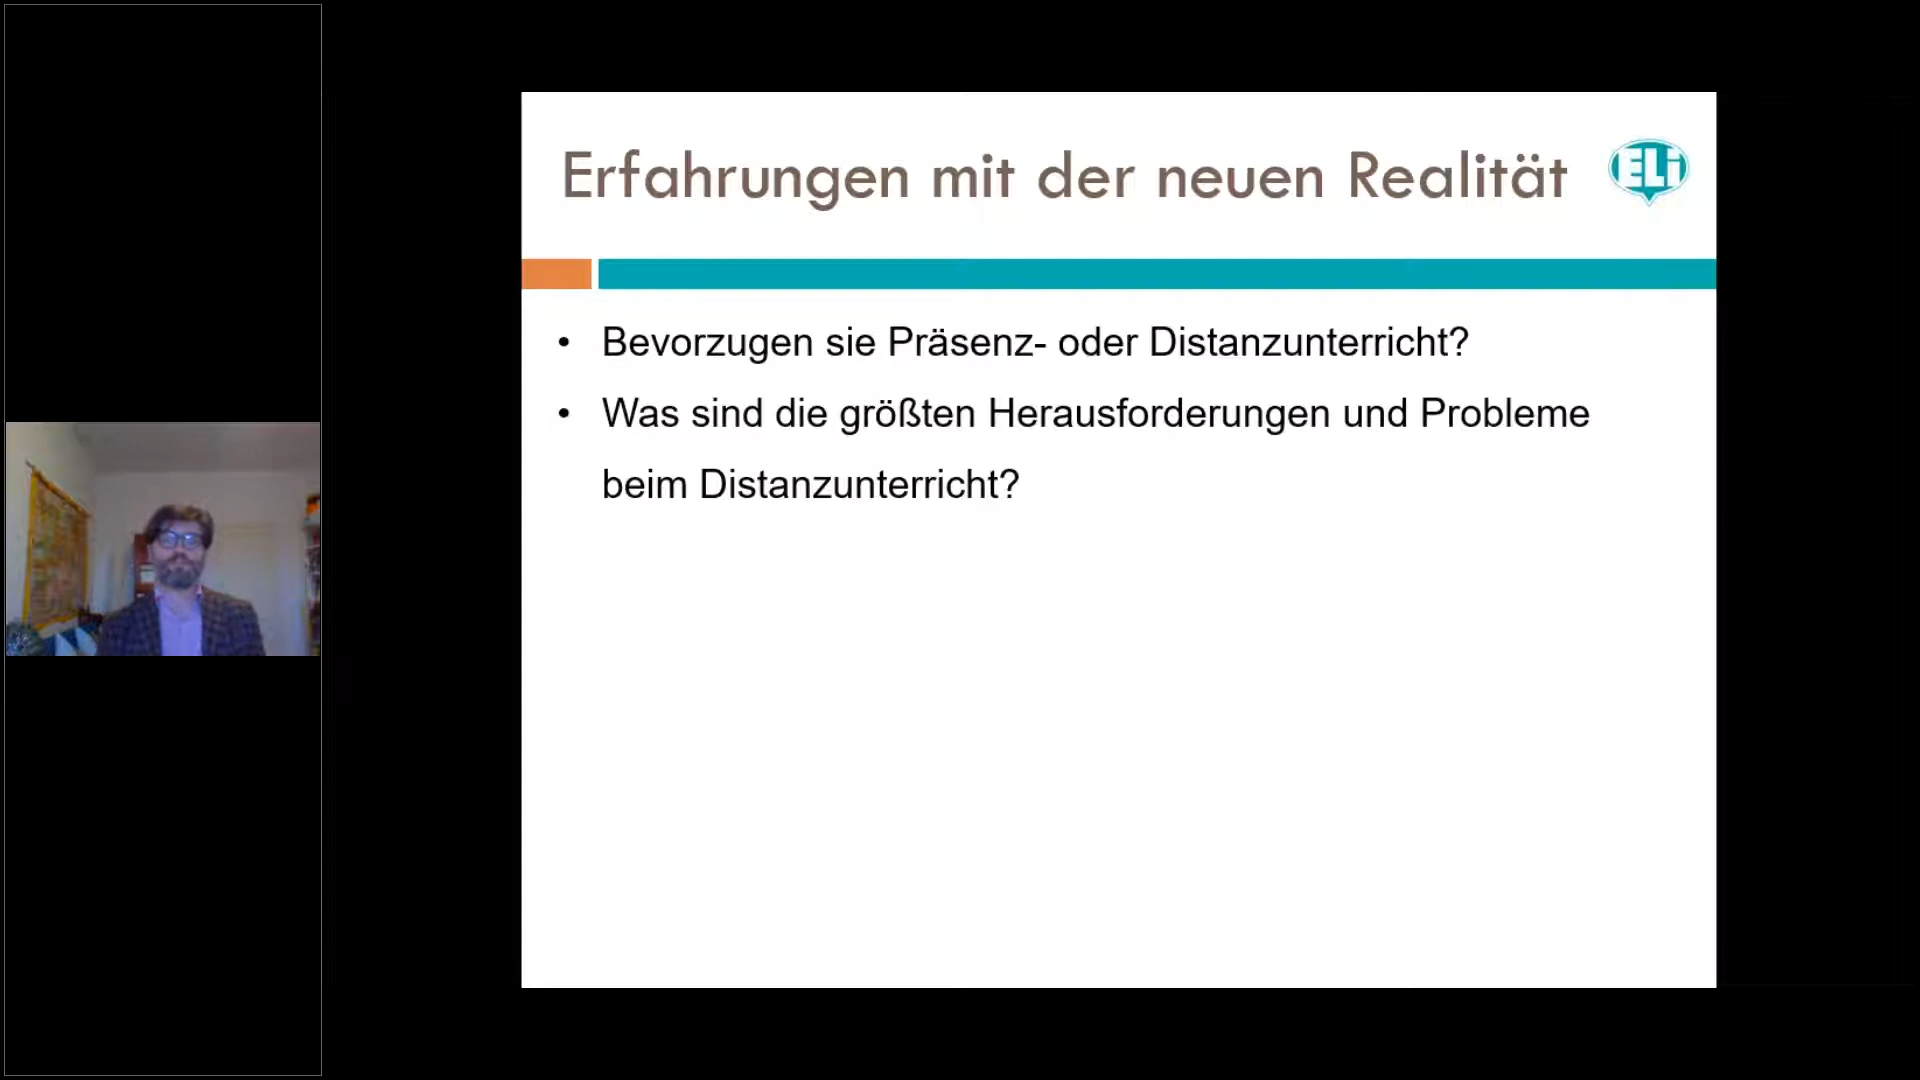 Erfahrungen mit der neuen Realität
ELi
• Bevorzugen sie Präsenz- oder Distanzunterricht?
• Was sind die größten Herausforderungen und Probleme
beim Distanzunterricht?